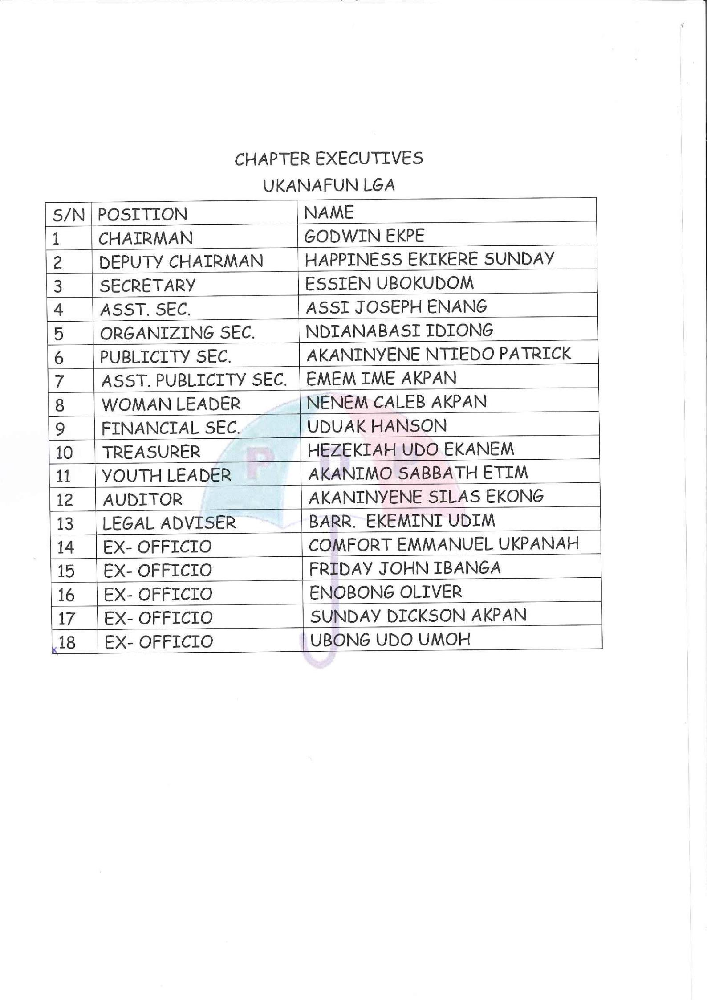 CHAPTER EXECUTIVES
UKANAFUN LGA
S/N POSITION NAME
1 CHAIRMAN GODWIN EKPE
2 DEPUTY CHAIRMAN HAPPINESS EKIKERE SUNDAY
3 SECRETARY ESSIEN UBOKUDOM
4 ASST. SEC. ASSI JOSEPH ENANG
5 ORGANIZING SEC. NDIANABASI IDIONG
6 PUBLICITY SEC. AKANINYENE NTIEDO PATRICK
7 ASST. PUBLICITY SEC. EMEM IME AKPAN
8 WOMAN LEADER NENEM CALEB AKPAN
9 FINANCIAL SEC. UDUAK HANSON
10 TREASURER HEZEKIAH UDO EKANEM
11 YOUTH LEADER AKANIMO SABBATH ETIM
12 AUDITOR AKANINYENE SILAS EKONG
13 LEGAL ADVISER BARR. EKEMINI UDIM
14 EX- OFFICIO COMFORT EMMANUEL UKPANAH
15 EX- OFFICIO FRIDAY JOHN IBANGA
16 EX- OFFICIO ENOBONG OLIVER
17 EX- OFFICIO SUNDAY DICKSON AKPAN
18 EX- OFFICIO UBONG UDO UMOH
P D P